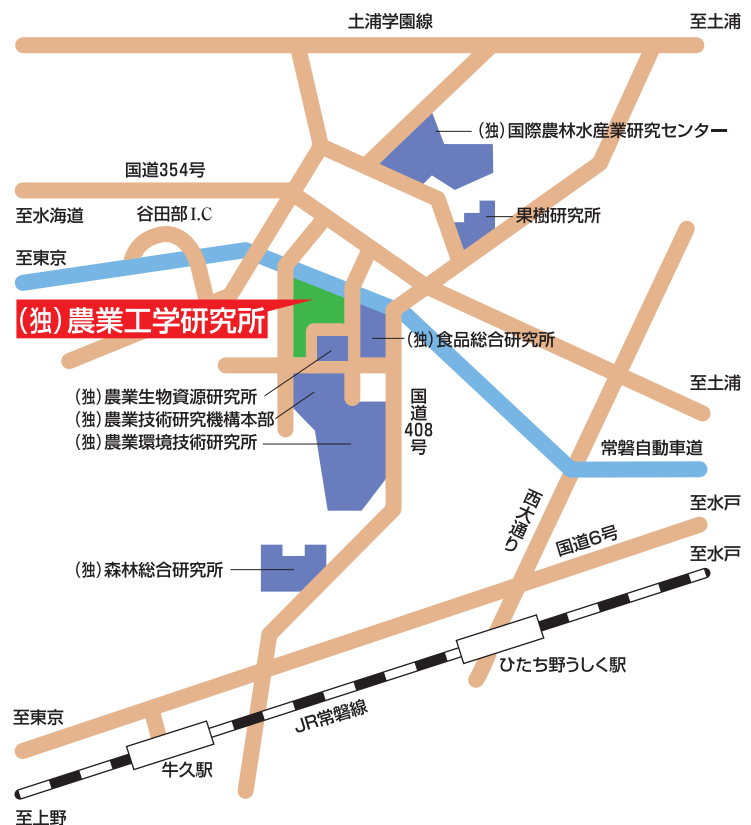 土浦学園線
至土浦
(独)国際農林水産業研究センター
国道354号
至水海道
谷田部I.C
果樹研究所
至東京
(独)農業工学研究所
(独)食品総合研究所
至土浦
(独)農業生物資源研究所
(独)農業技術研究機構本部
(独)農業環境技術研究所
国道408号
常磐自動車道
西大通り
至水戸
国道6号
至水戸
(独)森林総合研究所
ひたち野うしく駅
至東京
JR常磐線
牛久駅
至上野